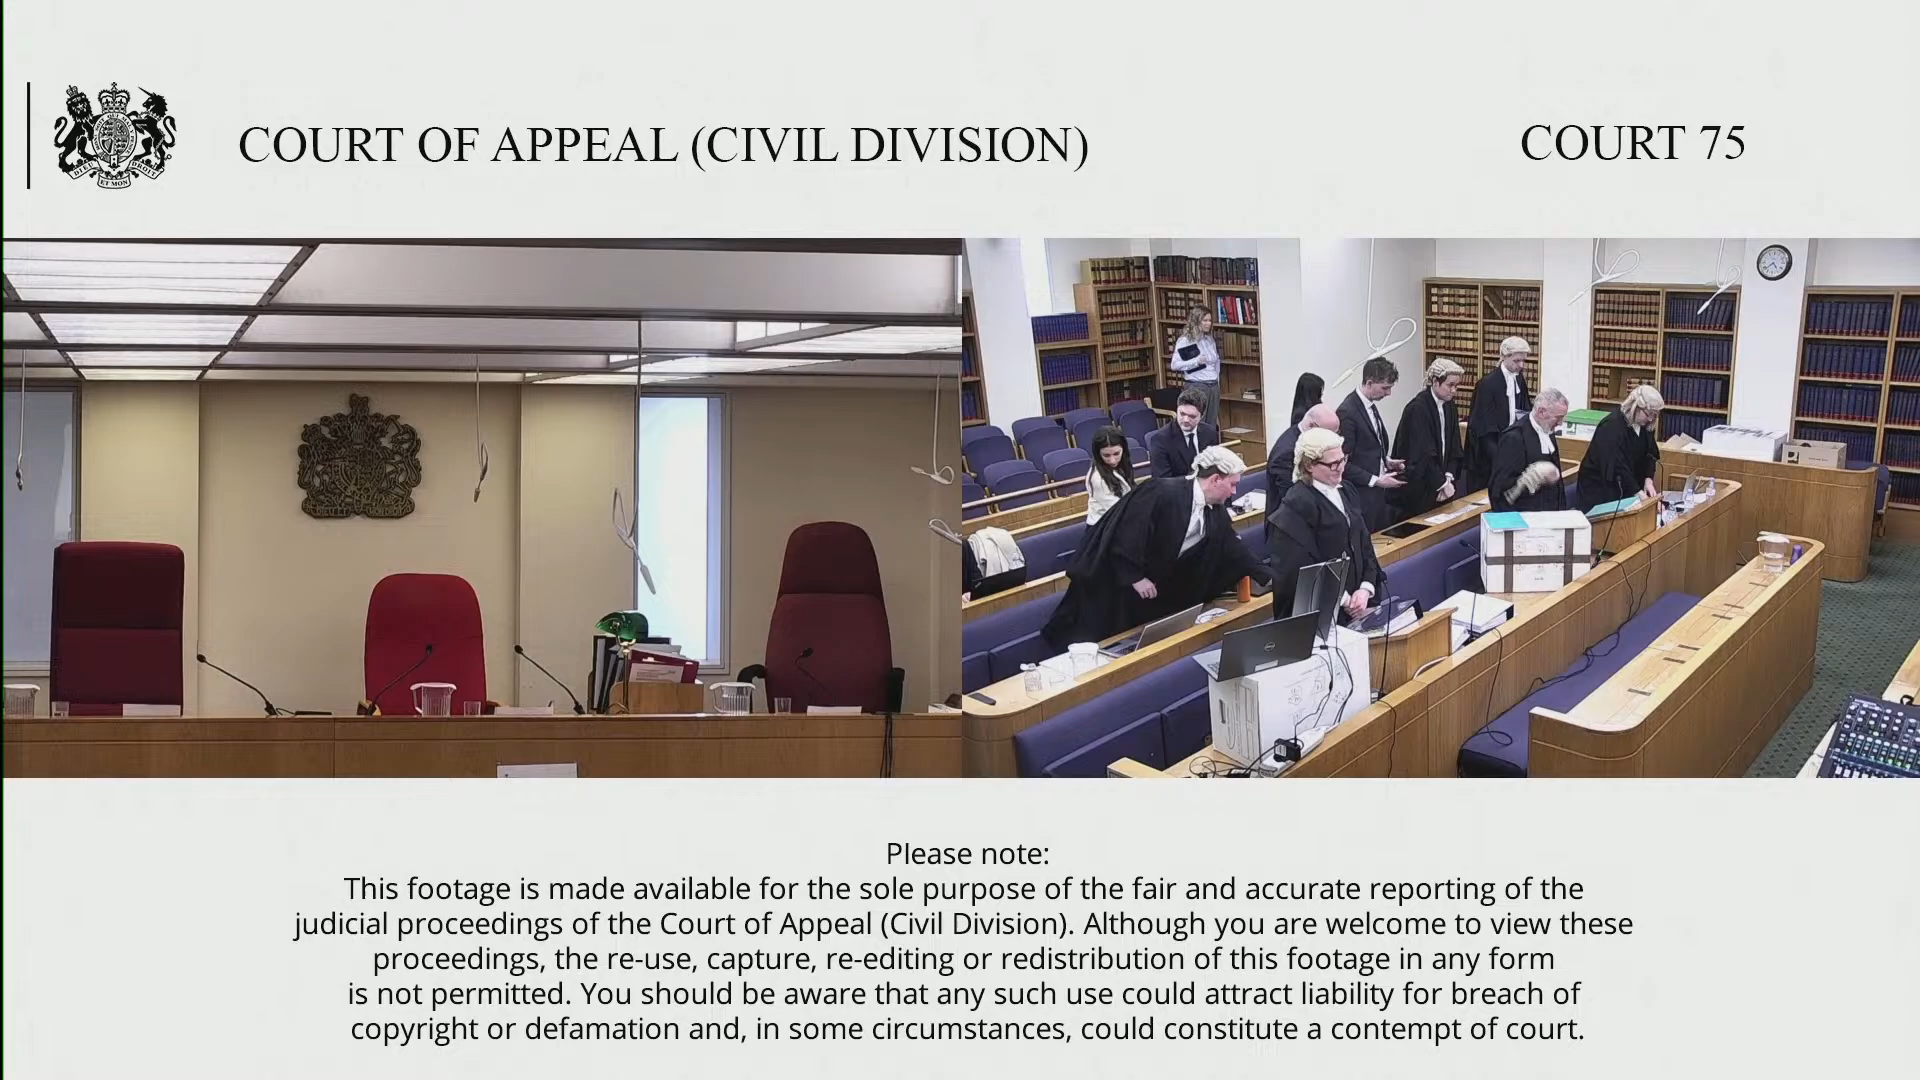 COURT OF APPEAL (CIVIL DIVISION)
COURT 75
DIEU
ET MON
DROIT
Please note:
This footage is made available for the sole purpose of the fair and accurate reporting of the
judicial proceedings of the Court of Appeal (Civil Division). Although you are welcome to view these
proceedings, the re-use, capture, re-editing or redistribution of this footage in any form
is not permitted. You should be aware that any such use could attract liability for breach of
copyright or defamation and, in some circumstances, could constitute a contempt of court.